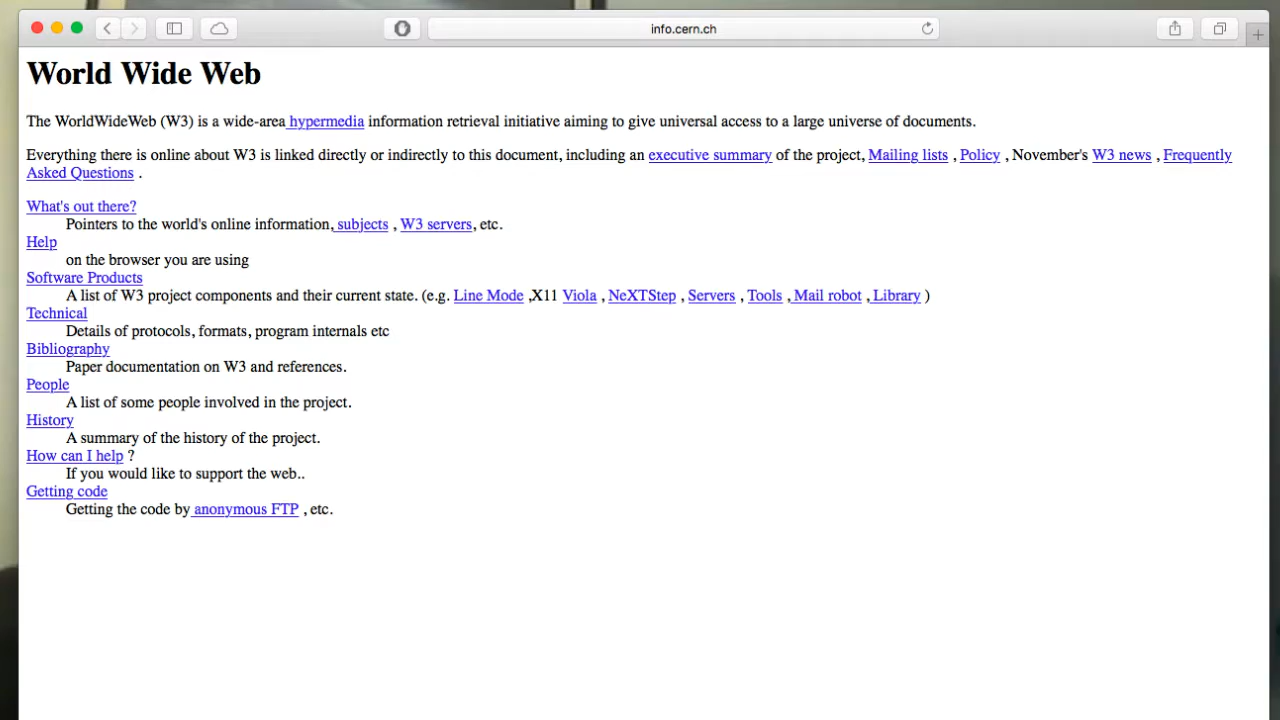 info.cern.ch
World Wide Web
The WorldWideWeb (W3) is a wide-area hypermedia information retrieval initiative aiming to give universal access to a large universe of documents.
Everything there is online about W3 is linked directly or indirectly to this document, including an executive summary of the project, Mailing lists , Policy , November's W3 news , Frequently
Asked Questions .
What's out there?
Pointers to the world's online information, subjects , W3 servers, etc.
Help
on the browser you are using
Software Products
A list of W3 project components and their current state. (e.g. Line Mode ,X11 Viola , NeXTStep , Servers , Tools , Mail robot , Library )
Technical
Details of protocols, formats, program internals etc
Bibliography
Paper documentation on W3 and references.
People
A list of some people involved in the project.
History
A summary of the history of the project.
How can I help ?
If you would like to support the web..
Getting code
Getting the code by anonymous FTP , etc.